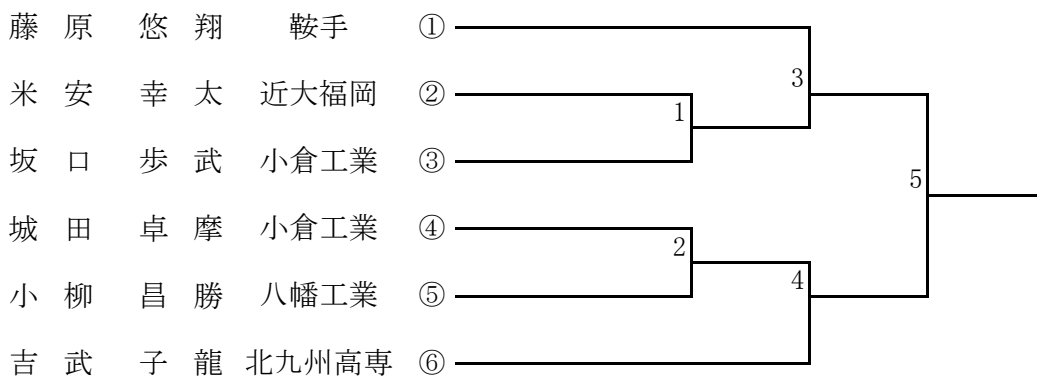 藤原 悠翔 鞍手 ①
3
米安 幸太 近大福岡 ②
1
坂口 歩武 小倉工業 ③
5
城田 卓摩 小倉工業 ④
2
4
小柳 昌勝 八幡工業 ⑤
吉武 子龍 北九州高専 ⑥